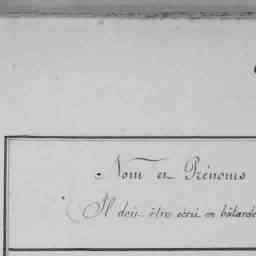 Nom et Prénoms
(Il doit être écrit en bâtarde